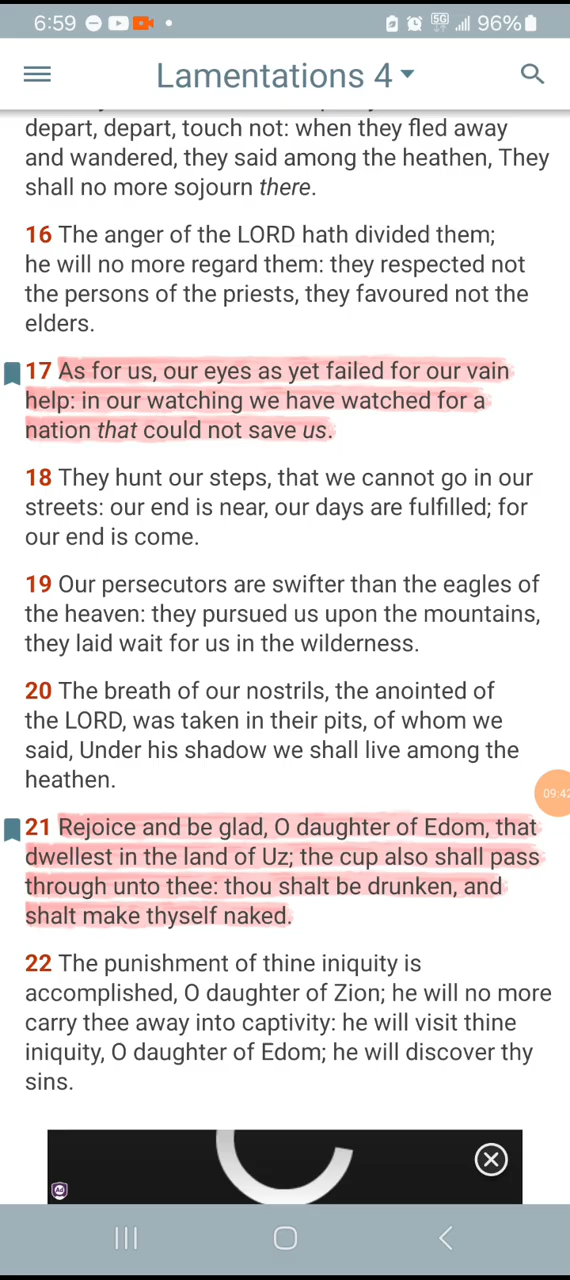 6:59 5G 96%
Lamentations 4
depart, depart, touch not: when they fled away
and wandered, they said among the heathen, They
shall no more sojourn there.
16 The anger of the LORD hath divided them;
he will no more regard them: they respected not
the persons of the priests, they favoured not the
elders.
17 As for us, our eyes as yet failed for our vain
help: in our watching we have watched for a
nation that could not save us.
18 They hunt our steps, that we cannot go in our
streets: our end is near, our days are fulfilled; for
our end is come.
19 Our persecutors are swifter than the eagles of
the heaven: they pursued us upon the mountains,
they laid wait for us in the wilderness.
20 The breath of our nostrils, the anointed of
the LORD, was taken in their pits, of whom we
said, Under his shadow we shall live among the
heathen.
09:42
21 Rejoice and be glad, O daughter of Edom, that
dwellest in the land of Uz; the cup also shall pass
through unto thee: thou shalt be drunken, and
shalt make thyself naked.
22 The punishment of thine iniquity is
accomplished, O daughter of Zion; he will no more
carry thee away into captivity: he will visit thine
iniquity, O daughter of Edom; he will discover thy
sins.
Ad